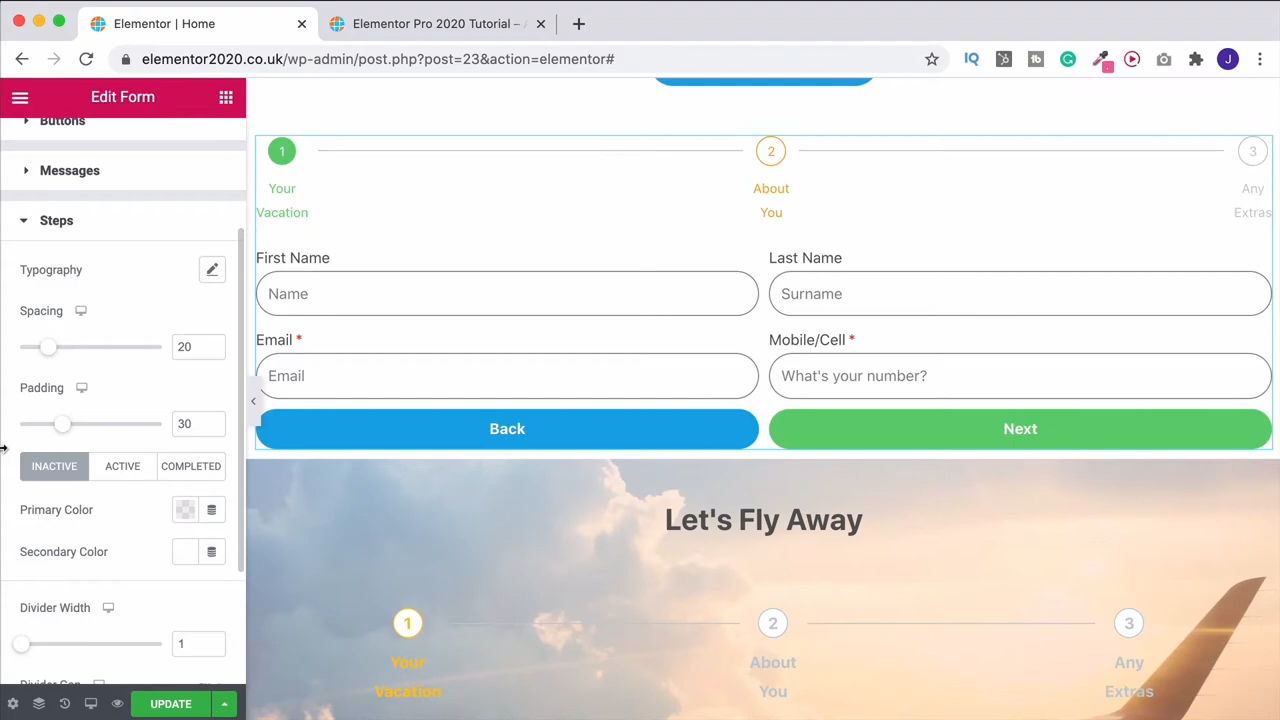 Elementor | Home
Elementor Pro 2020 Tutorial –
elementor2020.co.uk/wp-admin/post.php?post=23&action=elementor#
IQ
tb
J
Edit Form
Buttons
Messages
Steps
Typography
Spacing
20
Padding
30
INACTIVE
ACTIVE
COMPLETED
Primary Color
Secondary Color
Divider Width
1
UPDATE
1
2
3
Your
Vacation
About
You
Any
Extras
First Name
Last Name
Name
Surname
Email *
Mobile/Cell *
Email
What's your number?
Back
Next
Let's Fly Away
1
2
3
Your
Vacation
About
You
Any
Extras